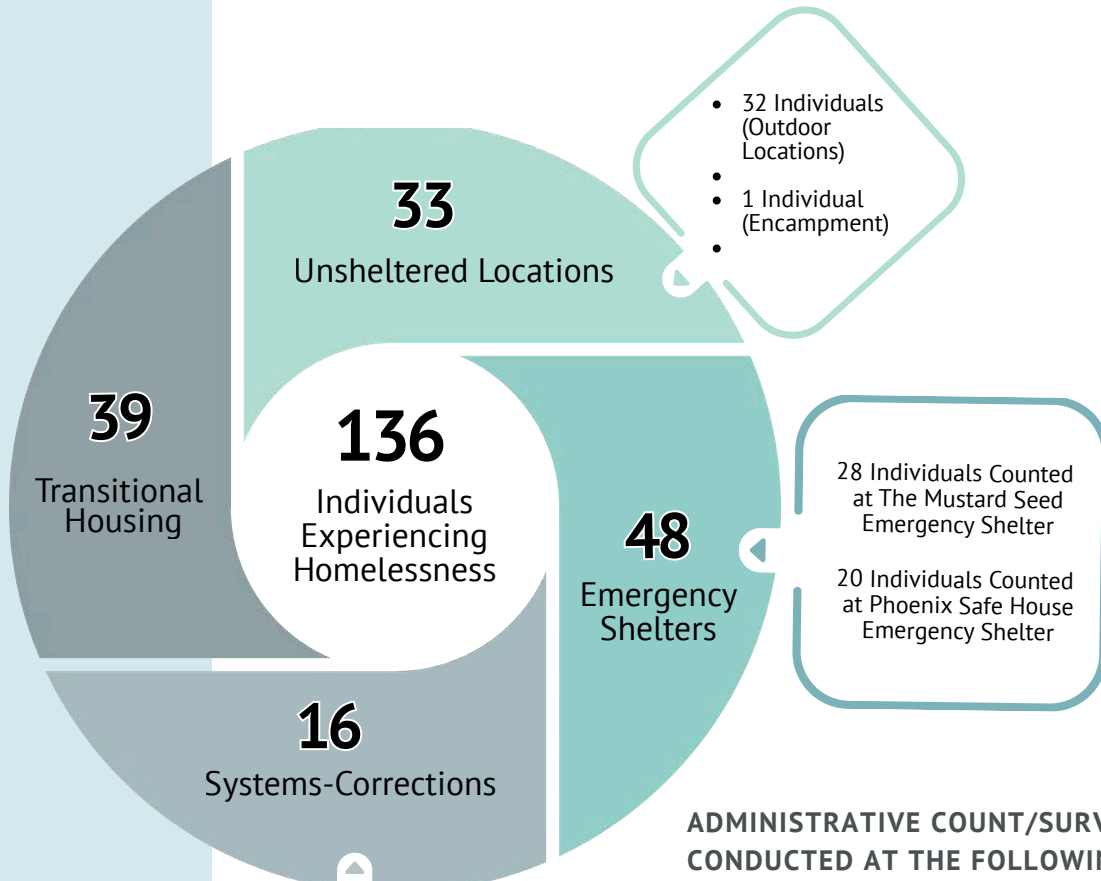 33
Unsheltered Locations
• 32 Individuals
(Outdoor
Locations)
•
• 1 Individual
(Encampment)
•
39
Transitional
Housing
136
Individuals
Experiencing
Homelessness
48
Emergency
Shelters
28 Individuals Counted
at The Mustard Seed
Emergency Shelter
20 Individuals Counted
at Phoenix Safe House
Emergency Shelter
16
Systems-Corrections
ADMINISTRATIVE COUNT/SURV
CONDUCTED AT THE FOLLOWIN